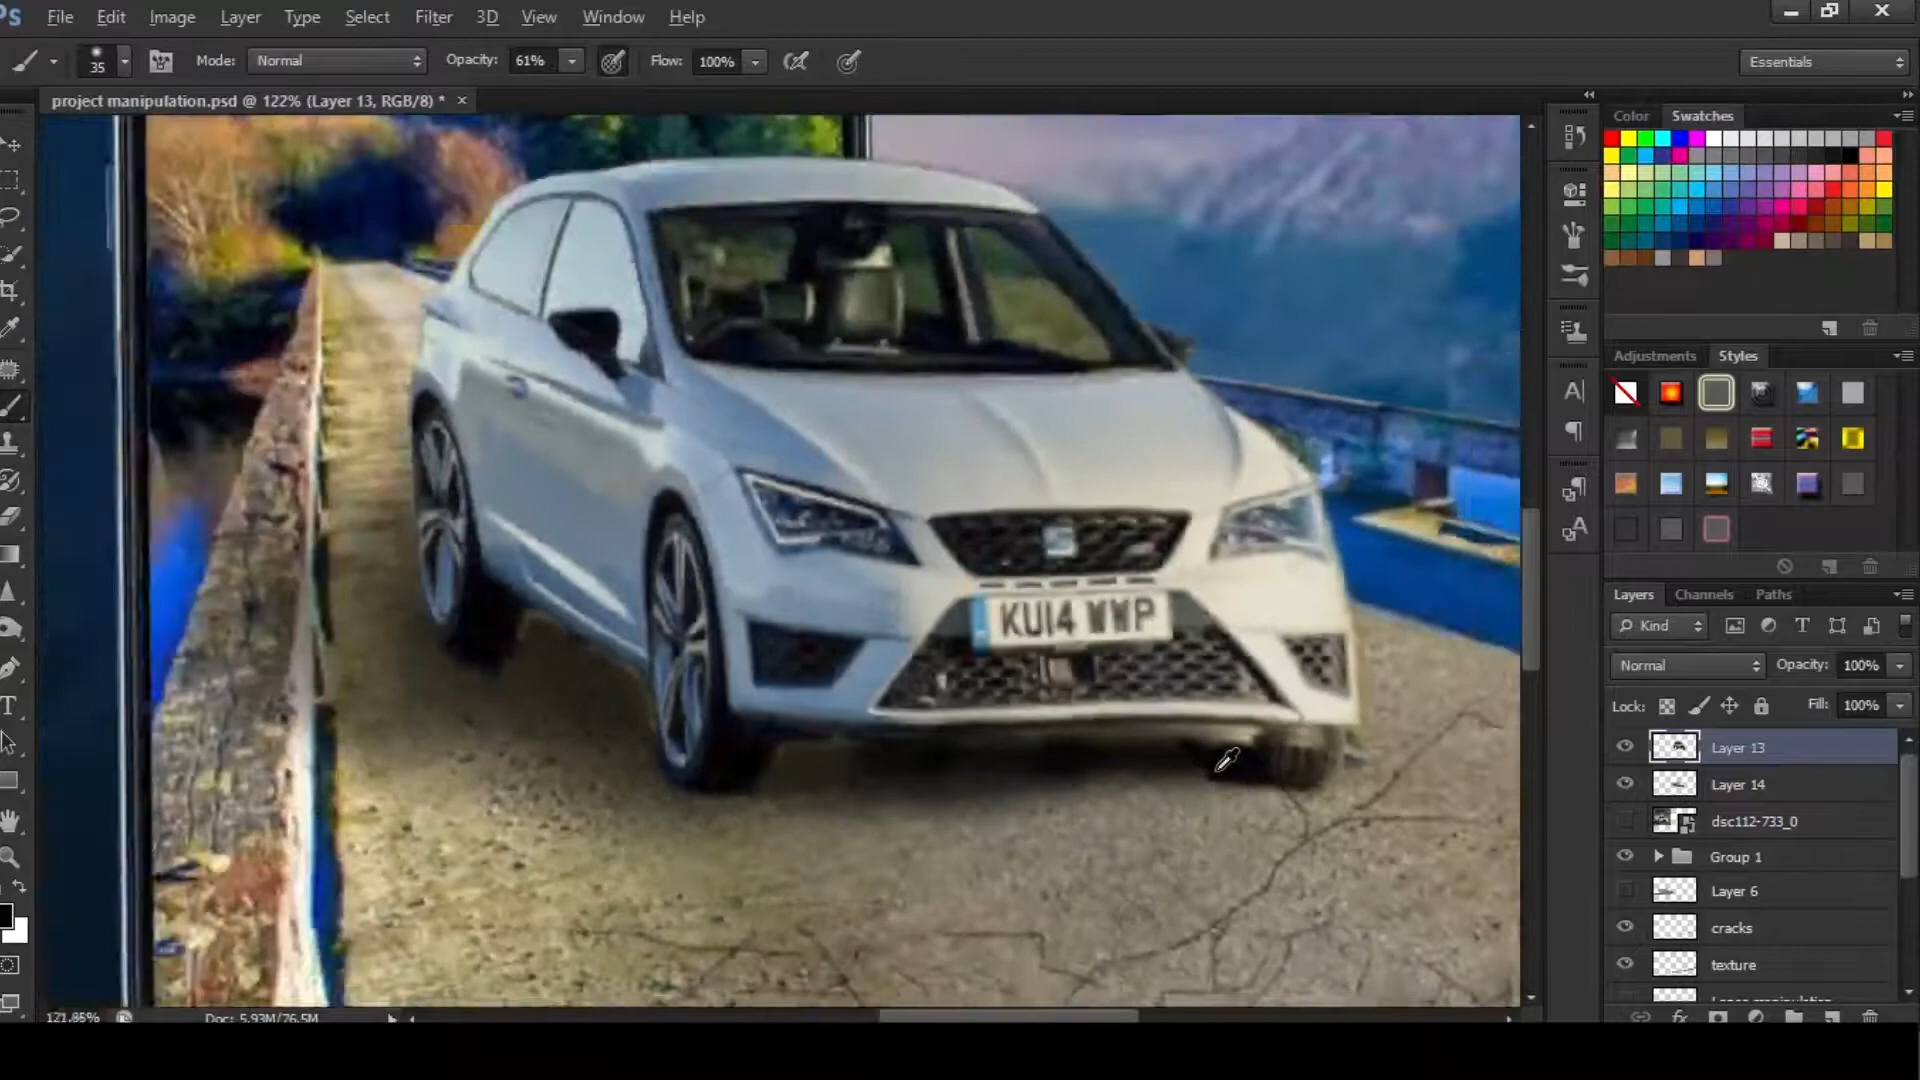 Ps File Edit Image Layer Type Select Filter 3D View Window Help
35 Mode: Normal Opacity: 61% Flow: 100% Essentials
project manipulation.psd @ 122% (Layer 13, RGB/8) * ×
Color Swatches
Adjustments Styles
KU14 WWP
Layers Channels Paths
Kind
Normal Opacity: 100%
Lock: Fill: 100%
Layer 13
Layer 14
dsc112-733_0
Group 1
Layer 6
cracks
texture
121.85% Doc: 5.93M/76.5M